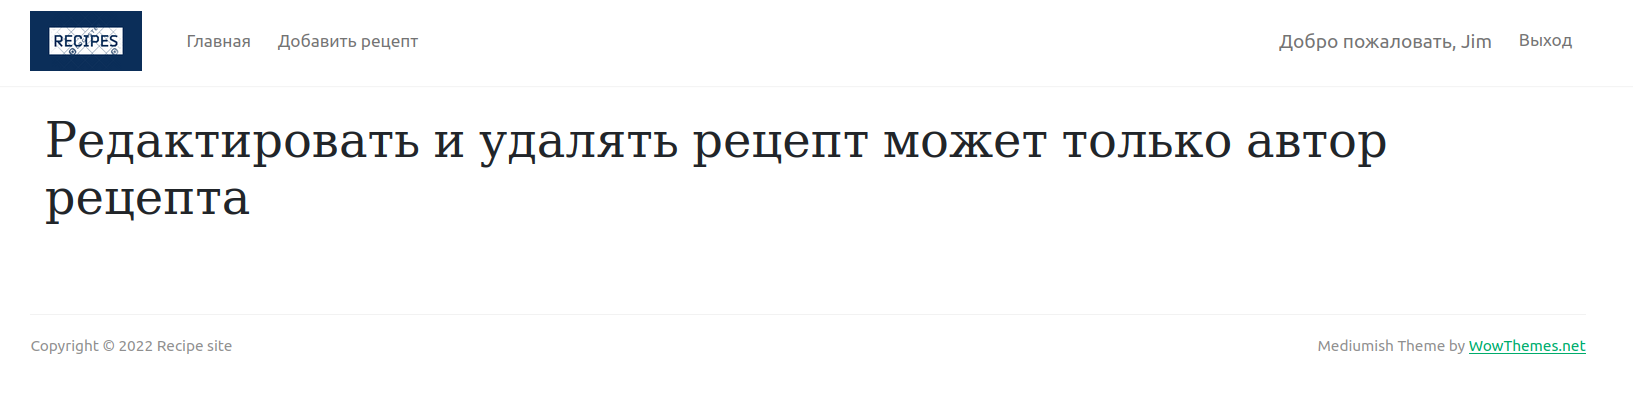 RECIPES
Главная Добавить рецепт Добро пожаловать, Jim Выход
Редактировать и удалять рецепт может только автор
рецепта
Copyright © 2022 Recipe site Mediumish Theme by WowThemes.net